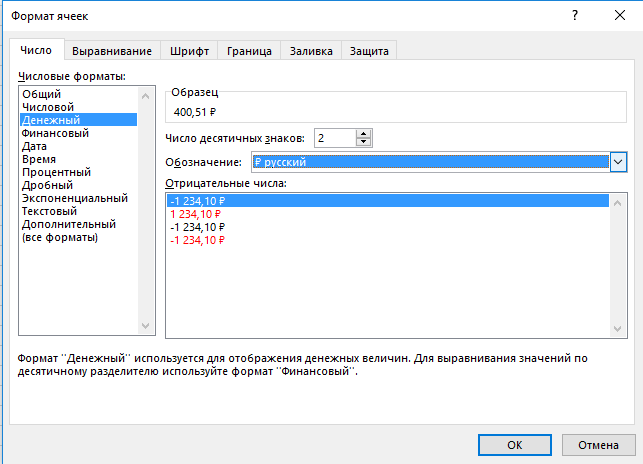 Формат ячеек
?
Число Выравнивание Шрифт Граница Заливка Защита
Числовые форматы:
Общий
Числовой
Денежный
Финансовый
Дата
Время
Процентный
Дробный
Экспоненциальный
Текстовый
Дополнительный
(все форматы)
Образец
400,51 ₽
Число десятичных знаков: 2
Обозначение: ₽ русский
Отрицательные числа:
-1 234,10 ₽
1 234,10 ₽
-1 234,10 ₽
-1 234,10 ₽
Формат "Денежный" используется для отображения денежных величин. Для выравнивания значений по
десятичному разделителю используйте формат "Финансовый".
ОК Отмена